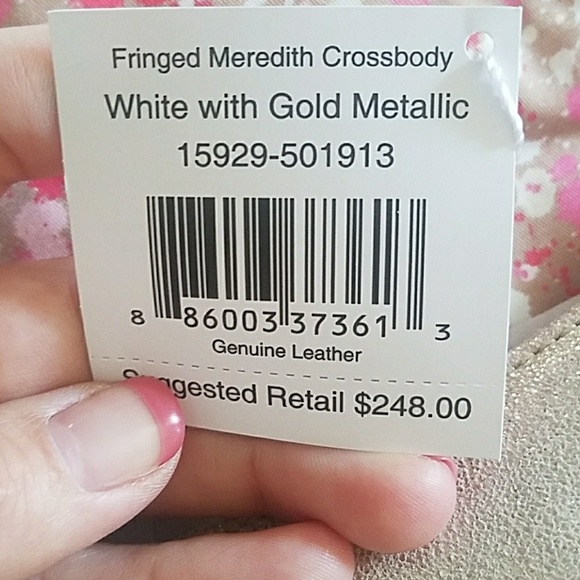 Fringed Meredith Crossbody
White with Gold Metallic
15929-501913
8 86003 37361 3
Genuine Leather
Suggested Retail $248.00